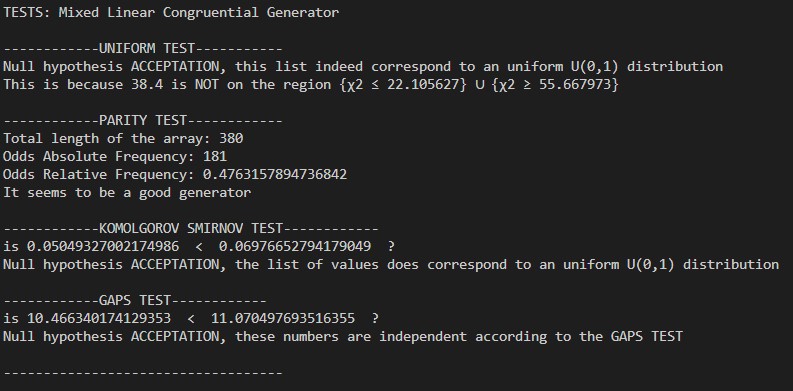 TESTS: Mixed Linear Congruential Generator
------------UNIFORM TEST-----------
Null hypothesis ACCEPTATION, this list indeed correspond to an uniform U(0,1) distribution
This is because 38.4 is NOT on the region {χ2 ≤ 22.105627} ∪ {χ2 ≥ 55.667973}
------------PARITY TEST------------
Total length of the array: 380
Odds Absolute Frequency: 181
Odds Relative Frequency: 0.4763157894736842
It seems to be a good generator
------------KOMOLGOROV SMIRNOV TEST------------
is 0.05049327002174986  <  0.06976652794179049  ?
Null hypothesis ACCEPTATION, the list of values does correspond to an uniform U(0,1) distribution
------------GAPS TEST------------
is 10.466340174129353  <  11.070497693516355  ?
Null hypothesis ACCEPTATION, these numbers are independent according to the GAPS TEST
-----------------------------------